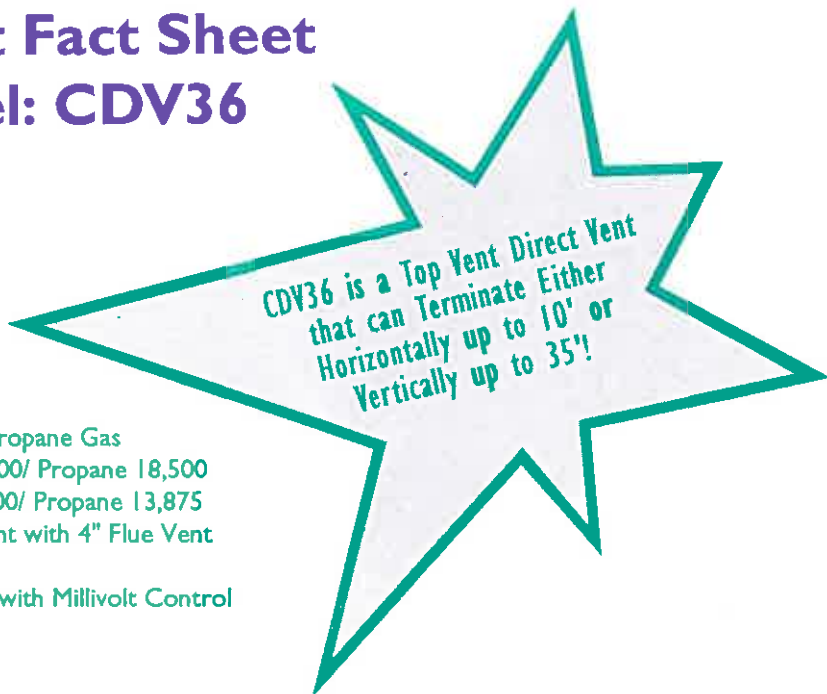 t Fact Sheet
el: CDV36
CDV36 is a Top Vent Direct Vent
that can Terminate Either
Horizontally up to 10' or
Vertically up to 35'!
ropane Gas
00/ Propane 18,500
00/ Propane 13,875
nt with 4" Flue Vent
with Millivolt Control